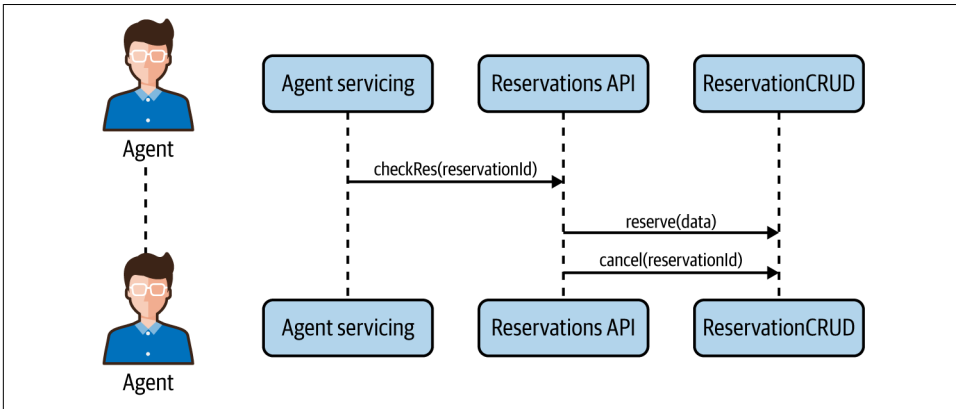 Agent servicing
Reservations API
ReservationCRUD
Agent
checkRes(reservationId)
reserve(data)
cancel(reservationId)
Agent servicing
Reservations API
ReservationCRUD
Agent